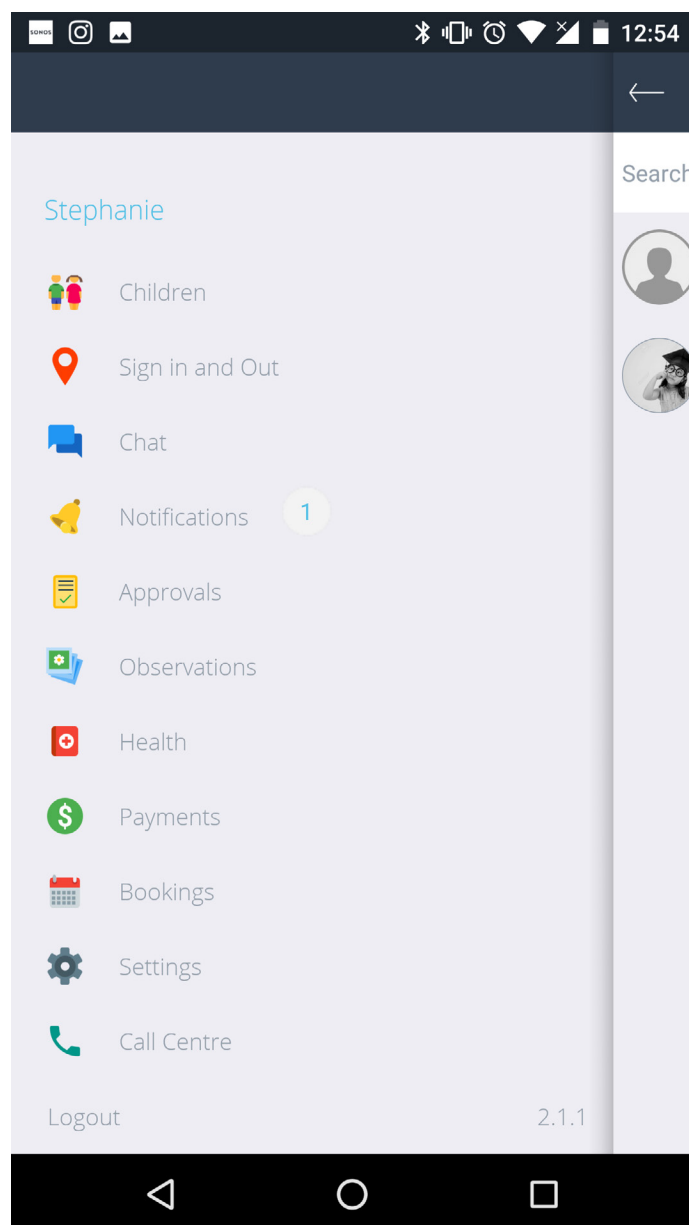 SONOS
12:54
Search
Stephanie
Children
Sign in and Out
Chat
Notifications 1
Approvals
Observations
Health
Payments
Bookings
Settings
Call Centre
Logout 2.1.1